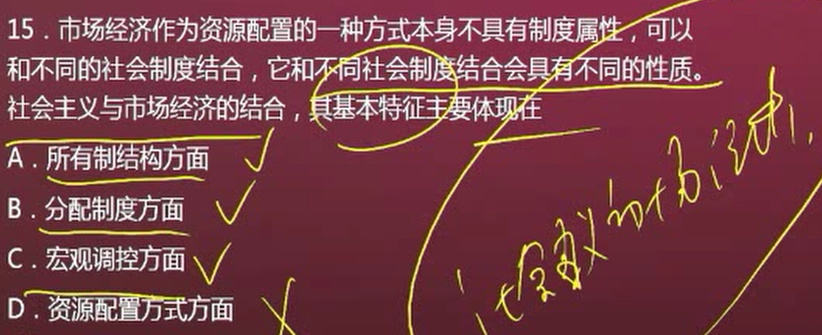 15．市场经济作为资源配置的一种方式本身不具有制度属性，可以
和不同的社会制度结合，它和不同社会制度结合会具有不同的性质。
社会主义与市场经济的结合，其基本特征主要体现在
A．所有制结构方面
B．分配制度方面
C．宏观调控方面
D．资源配置方式方面